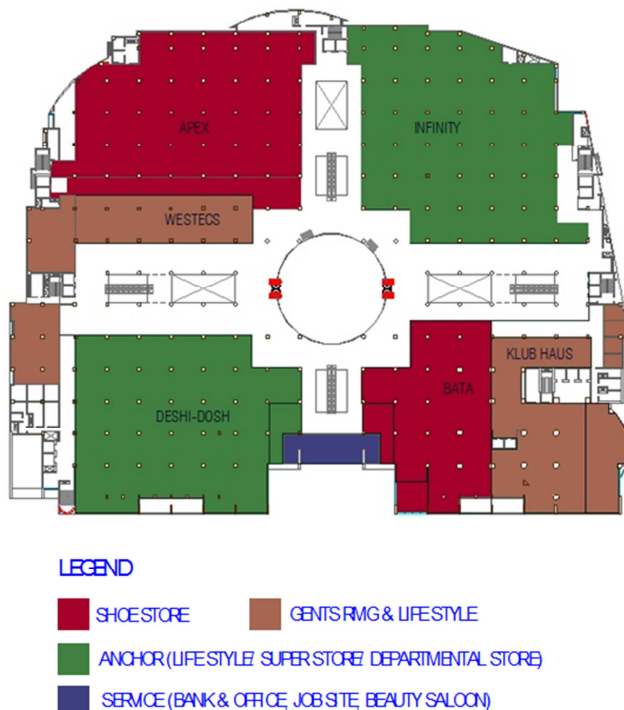 APEX
INFINITY
WESTECS
KLUB HAUS
BATA
DESHI-DOSH
LEGEND
SHOE STORE
GENTS RMG & LIFE STYLE
ANCHOR (LIFE STYLE/ SUPER STORE/ DEPARTMENTAL STORE)
SERVICE (BANK & OFFICE, JOB SITE, BEAUTY SALOON)